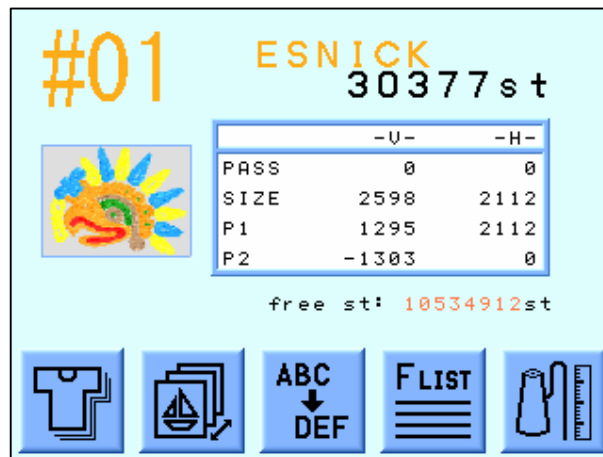 #01
ESNICK
30377st
-V- -H-
PASS 0 0
SIZE 2598 2112
P1 1295 2112
P2 -1303 0
free st: 10534912st
ABC
DEF
F LIST